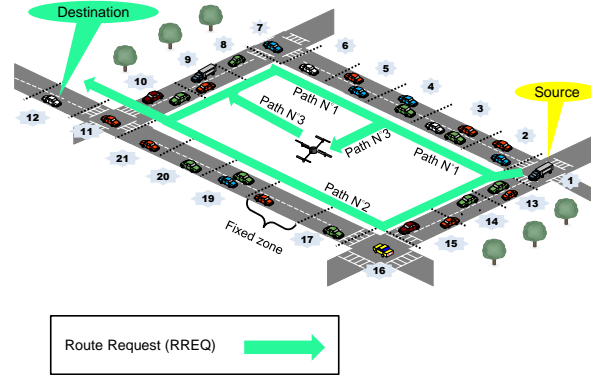 Destination
7
8
6
9
5
10
4
Source
3
12
11
2
Path N°1
Path N°3
Path N°3
Path N°1
21
1
20
13
19
Path N°2
14
Fixed zone
17
15
16
Route Request (RREQ)